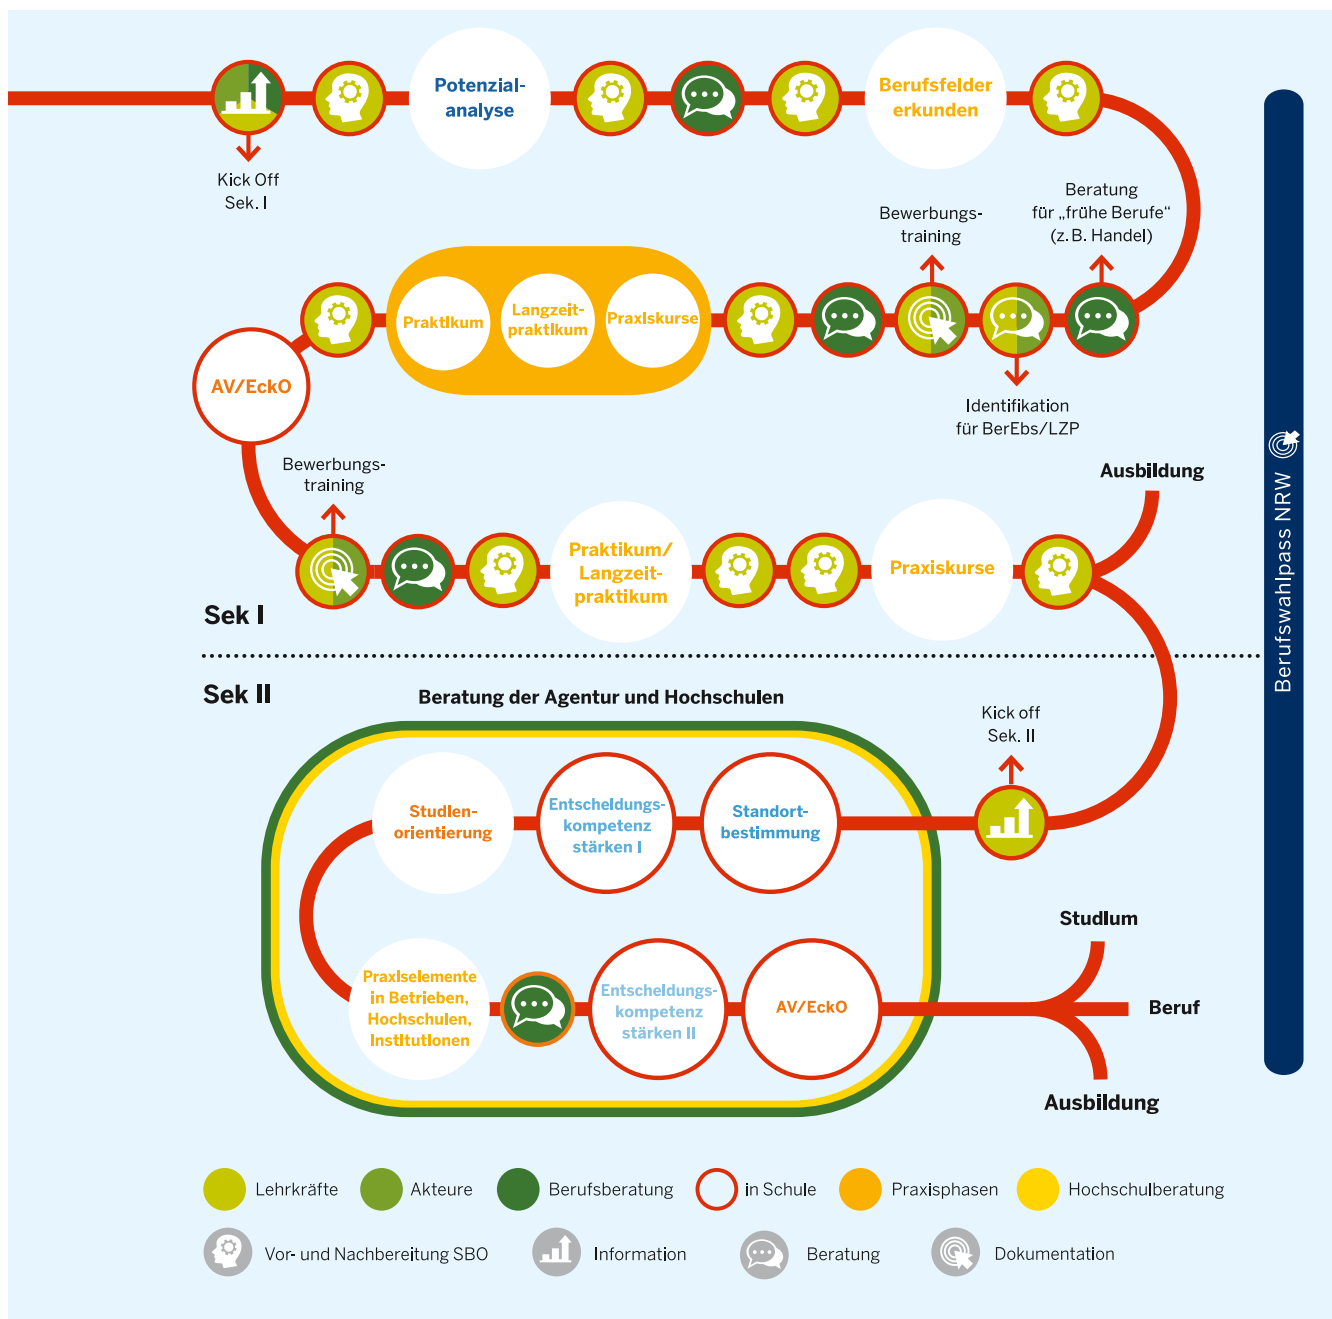 Potenzial-
analyse
Berufsfelder
erkunden
Kick Off
Sek. I
Beratung
für „frühe Berufe“
(z. B. Handel)
Bewerbungs-
training
Praktikum
Langzeit-
praktikum
Praxiskurse
AV/EckO
Identifikation
für BerEbs/LZP
Bewerbungs-
training
Ausbildung
Praktikum/
Langzeit-
praktikum
Praxiskurse
Sek I
Berufswahlpass NRW
Sek II
Beratung der Agentur und Hochschulen
Kick off
Sek. II
Studien-
orientierung
Entscheidungs-
kompetenz
stärken I
Standort-
bestimmung
Studium
Praxiselemente
in Betrieben,
Hochschulen,
Institutionen
Entscheidungs-
kompetenz
stärken II
AV/EckO
Beruf
Ausbildung
Lehrkräfte
Akteure
Berufsberatung
in Schule
Praxisphasen
Hochschulberatung
Vor- und Nachbereitung SBO
Information
Beratung
Dokumentation